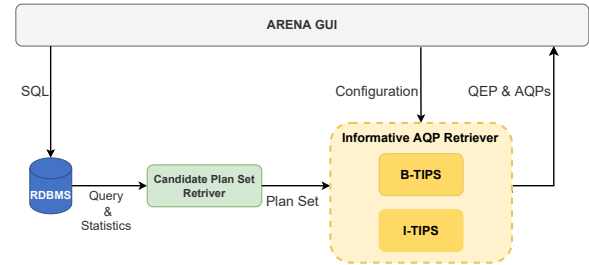 ARENA GUI
SQL
Configuration
QEP & AQPs
Informative AQP Retriever
B-TIPS
I-TIPS
RDBMS
Query
&
Statistics
Candidate Plan Set
Retriver
Plan Set